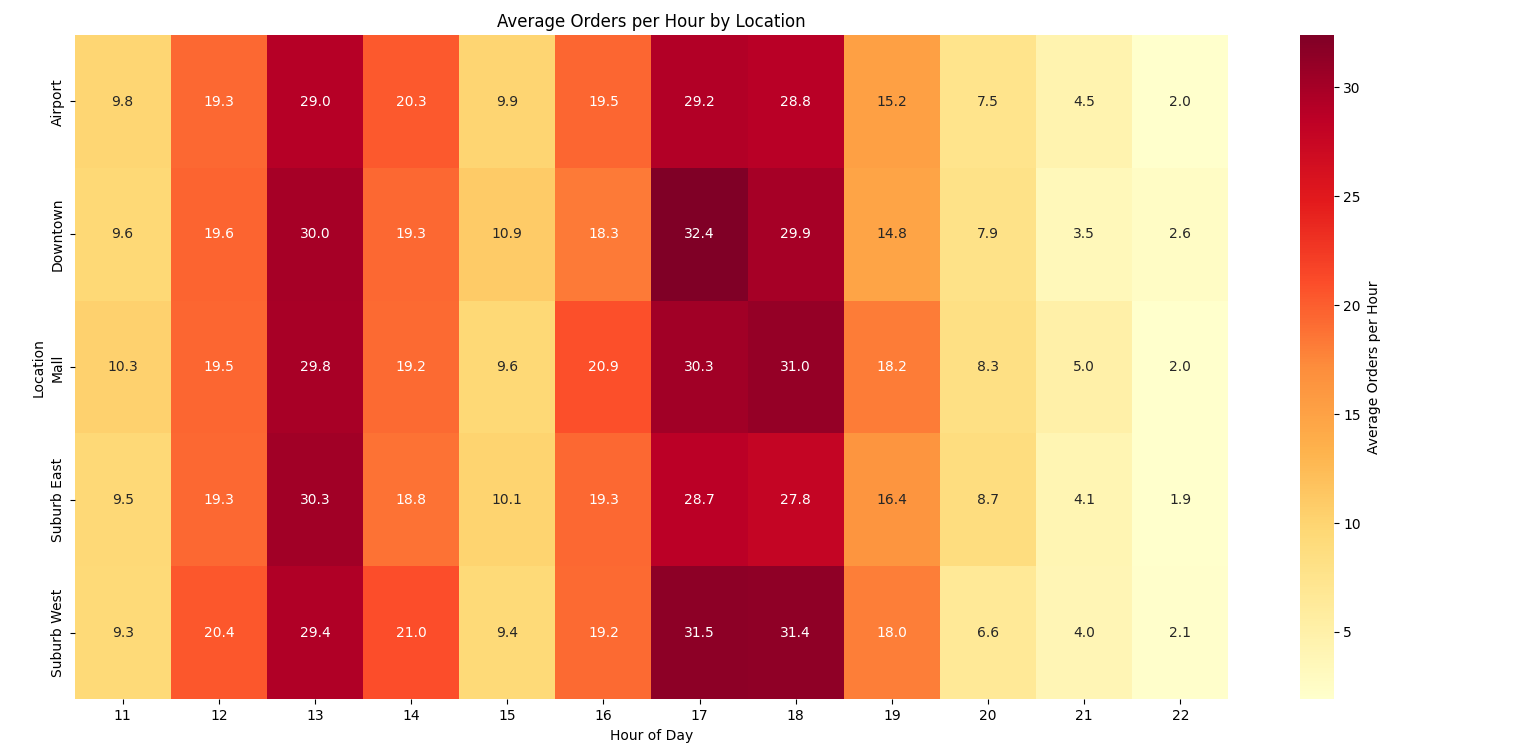 Average Orders per Hour by Location
Airport 9.8 19.3 29.0 20.3 9.9 19.5 29.2 28.8 15.2 7.5 4.5 2.0
Downtown 9.6 19.6 30.0 19.3 10.9 18.3 32.4 29.9 14.8 7.9 3.5 2.6
Location
Mall 10.3 19.5 29.8 19.2 9.6 20.9 30.3 31.0 18.2 8.3 5.0 2.0
Suburb East 9.5 19.3 30.3 18.8 10.1 19.3 28.7 27.8 16.4 8.7 4.1 1.9
Suburb West 9.3 20.4 29.4 21.0 9.4 19.2 31.5 31.4 18.0 6.6 4.0 2.1
11 12 13 14 15 16 17 18 19 20 21 22
Hour of Day
30
25
20
15
10
5
Average Orders per Hour